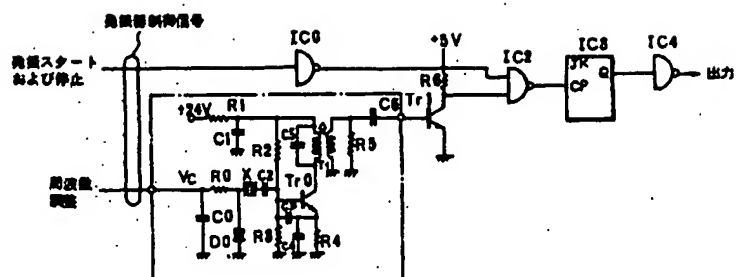 発振器制御信号
発振スタート
および停止
IC0
+5V
R6
IC2
IC3
JK
Q
CP
IC4
出力
+24V
R1
C1
R2
C5
T1
R5
C6
Tr1
周波数
調整
Vc
R0
X
C2
Tr0
C0
D0
R3
C3
C4
R4